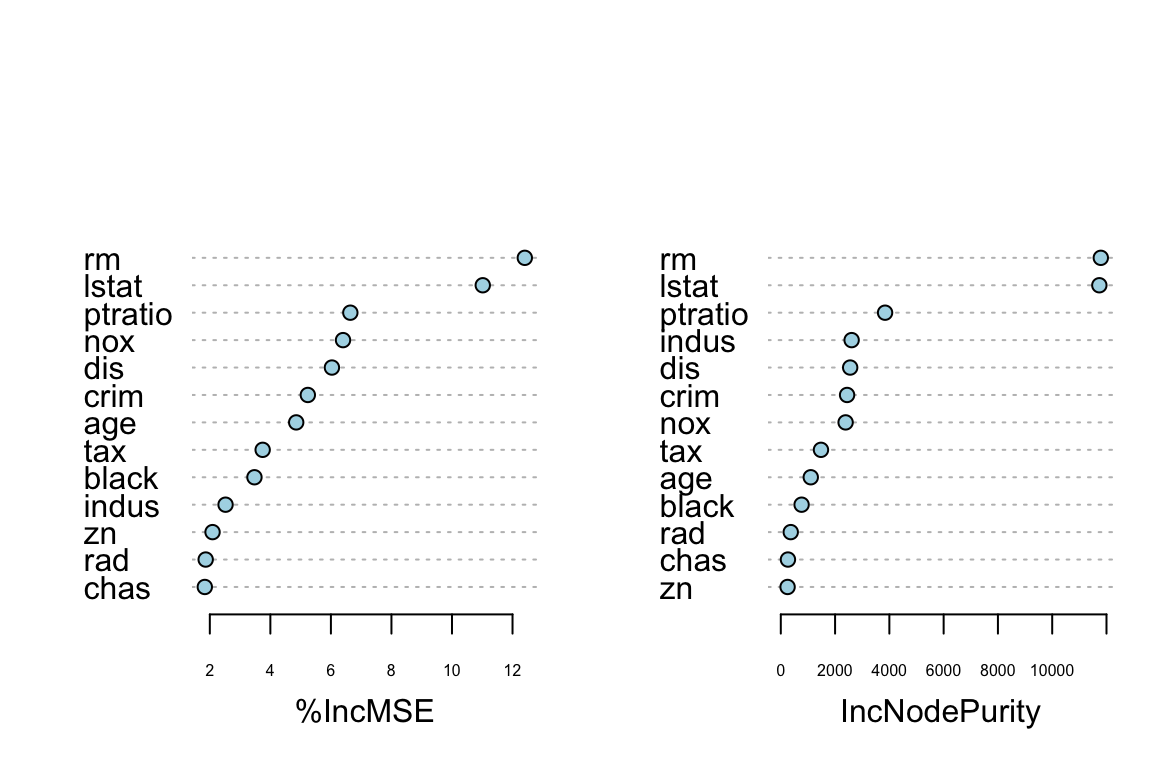 rm
lstat
ptratio
nox
dis
crim
age
tax
black
indus
zn
rad
chas
2 4 6 8 10 12
%IncMSE
rm
lstat
ptratio
indus
dis
crim
nox
tax
age
black
rad
chas
zn
0 2000 4000 6000 8000 10000
IncNodePurity